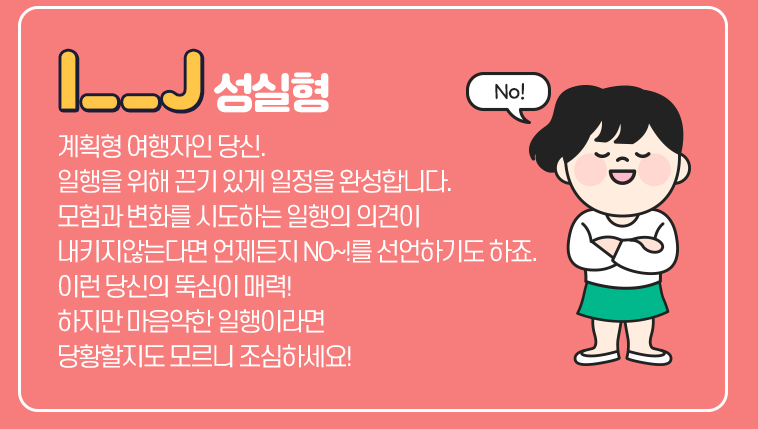 I__J 성실형
No!
계획형 여행자인 당신.
일행을 위해 끈기 있게 일정을 완성합니다.
모험과 변화를 시도하는 일행의 의견이
내키지않는다면 언제든지 NO~!를 선언하기도 하죠.
이런 당신의 뚝심이 매력!
하지만 마음약한 일행이라면
당황할지도 모르니 조심하세요!